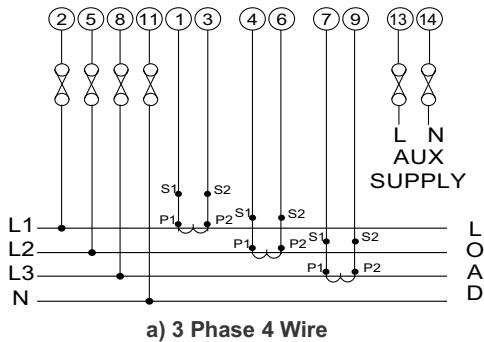 2 5 8 11 1 3 4 6 7 9 13 14
L N
AUX
SUPPLY
S1 S2
L1 P1 P2 S1 S2 L
L2 P1 P2 S1 S2 O
L3 P1 P2 A
N D
a) 3 Phase 4 Wire